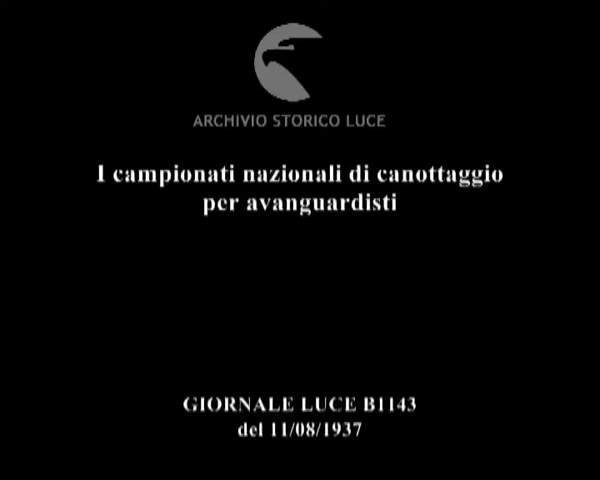 ARCHIVIO STORICO LUCE
I campionati nazionali di canottaggio
per avanguardisti
GIORNALE LUCE B1143
del 11/08/1937